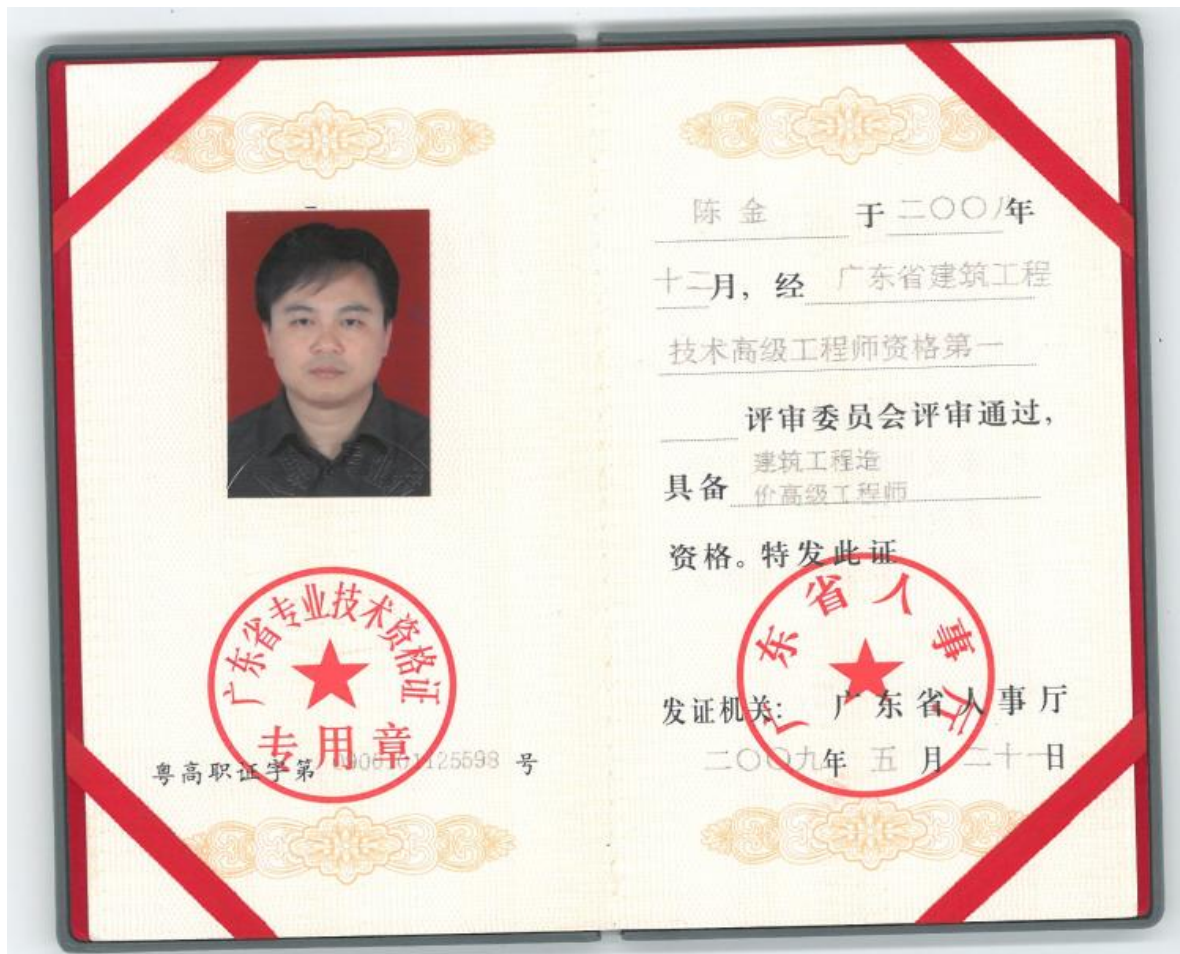 广东省专业技术资格证
专用章
粤高职证字第 0900101125598 号
陈金 于二〇〇八年
十二月，经 广东省建筑工程
技术高级工程师资格第一
评审委员会评审通过，
具备 建筑工程造
价高级工程师
资格。特发此证
广东省人事厅
发证机关：广东省人事厅
二〇〇九年 五月 二十一日